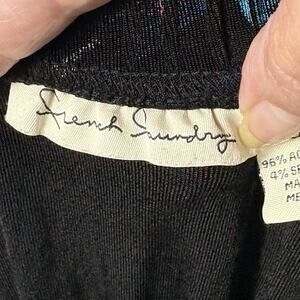 French Sundry
96% AC
4% SP
MA
ME